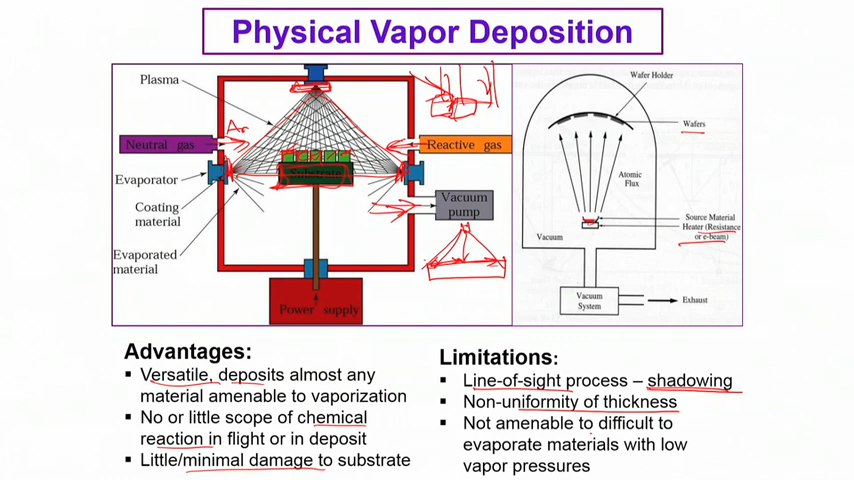 Physical Vapor Deposition
Plasma
Ar
Neutral gas
Reactive gas
Substrate
Evaporator
Coating
material
Vacuum
pump
Evaporated
material
Power supply
Wafer Holder
Wafers
Atomic
Flux
Source Material
Heater (Resistance
or e-beam)
Vacuum
Vacuum
System
Exhaust
Advantages:
▪ Versatile, deposits almost any
material amenable to vaporization
▪ No or little scope of chemical
reaction in flight or in deposit
▪ Little/minimal damage to substrate
Limitations:
▪ Line-of-sight process – shadowing
▪ Non-uniformity of thickness
▪ Not amenable to difficult to
evaporate materials with low
vapor pressures